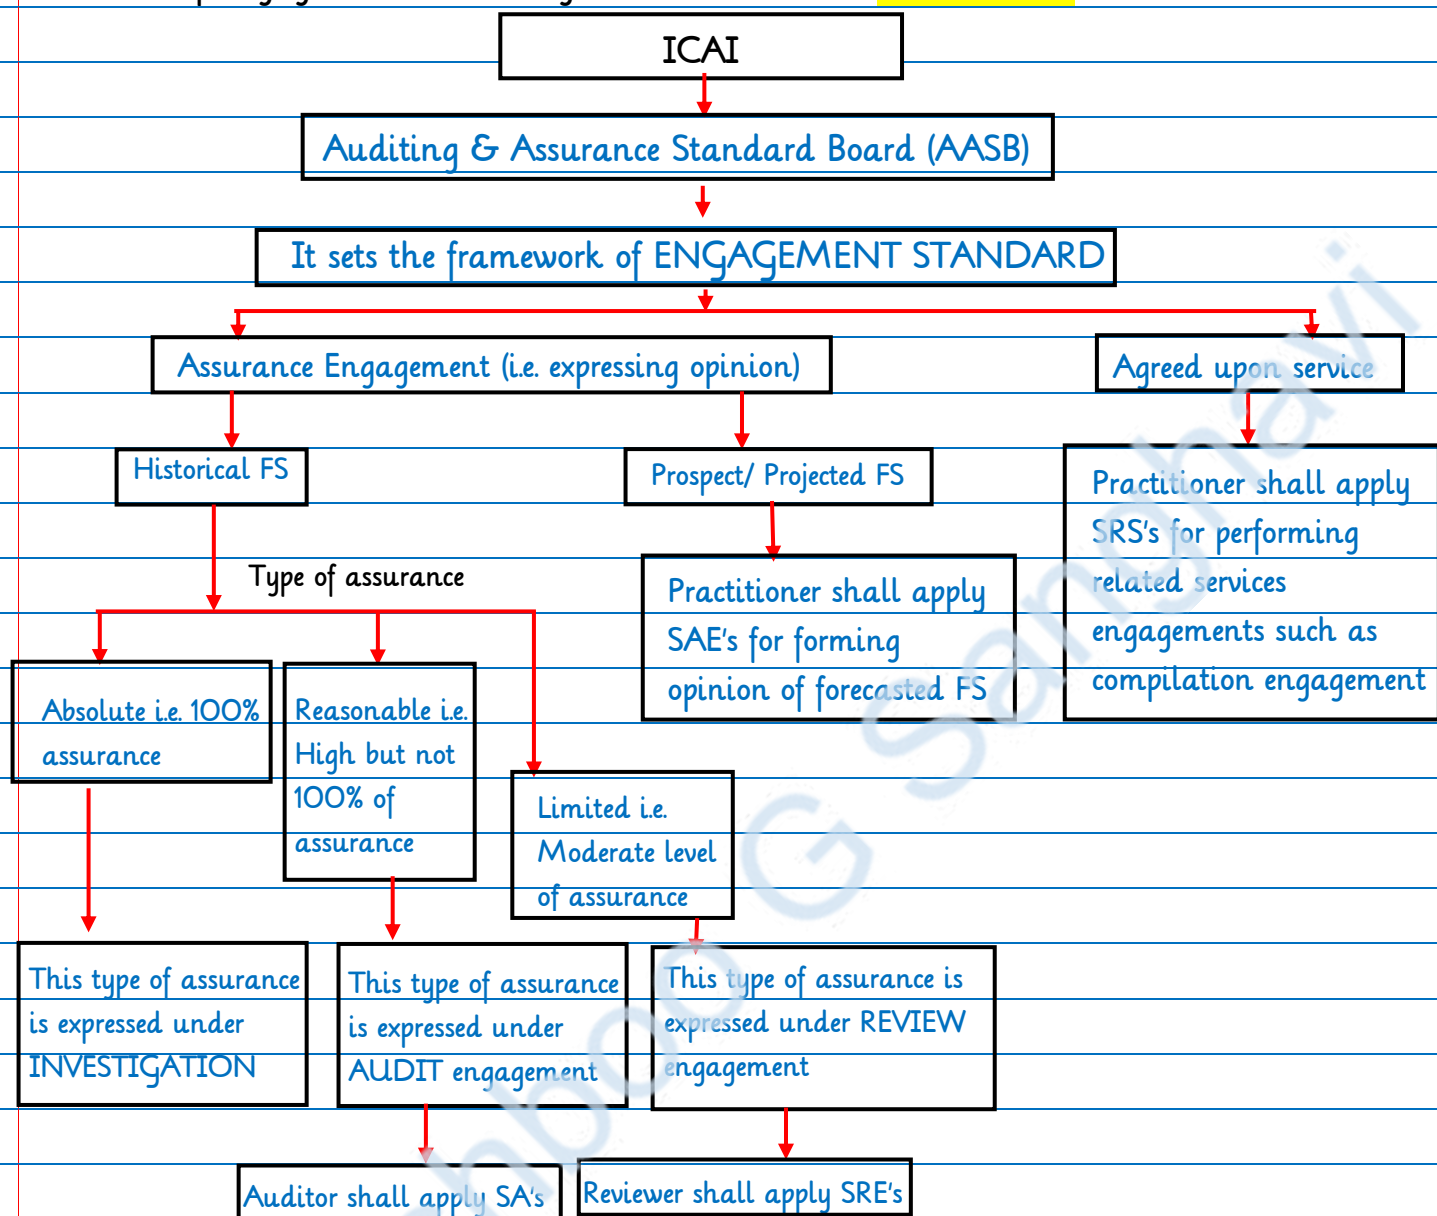 ICAI
Auditing & Assurance Standard Board (AASB)
It sets the framework of ENGAGEMENT STANDARD
Assurance Engagement (i.e. expressing opinion)
Agreed upon service
Historical FS
Prospect/ Projected FS
Practitioner shall apply
SRS's for performing
related services
engagements such as
compilation engagement
Type of assurance
Practitioner shall apply
SAE's for forming
opinion of forecasted FS
Absolute i.e. 100%
assurance
Reasonable i.e.
High but not
100% of
assurance
Limited i.e.
Moderate level
of assurance
This type of assurance
is expressed under
INVESTIGATION
This type of assurance
is expressed under
AUDIT engagement
This type of assurance is
expressed under REVIEW
engagement
Auditor shall apply SA's
Reviewer shall apply SRE's
G Sanghavi